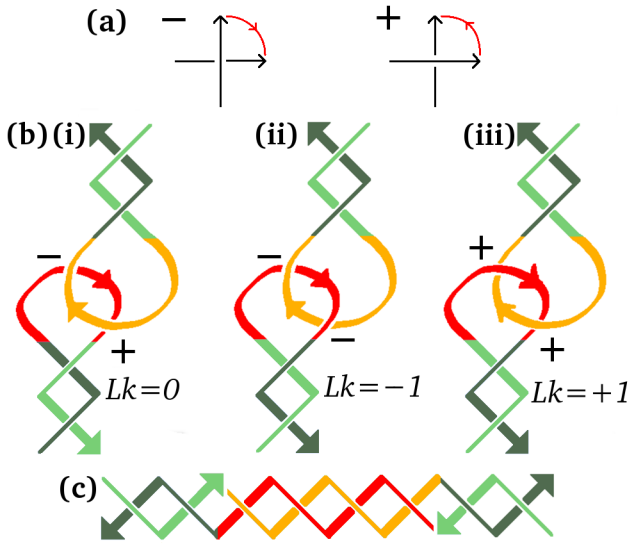 (a) − +
(b) (i) (ii) (iii)
− − +
+ − +
Lk=0 Lk=−1 Lk=+1
(c)